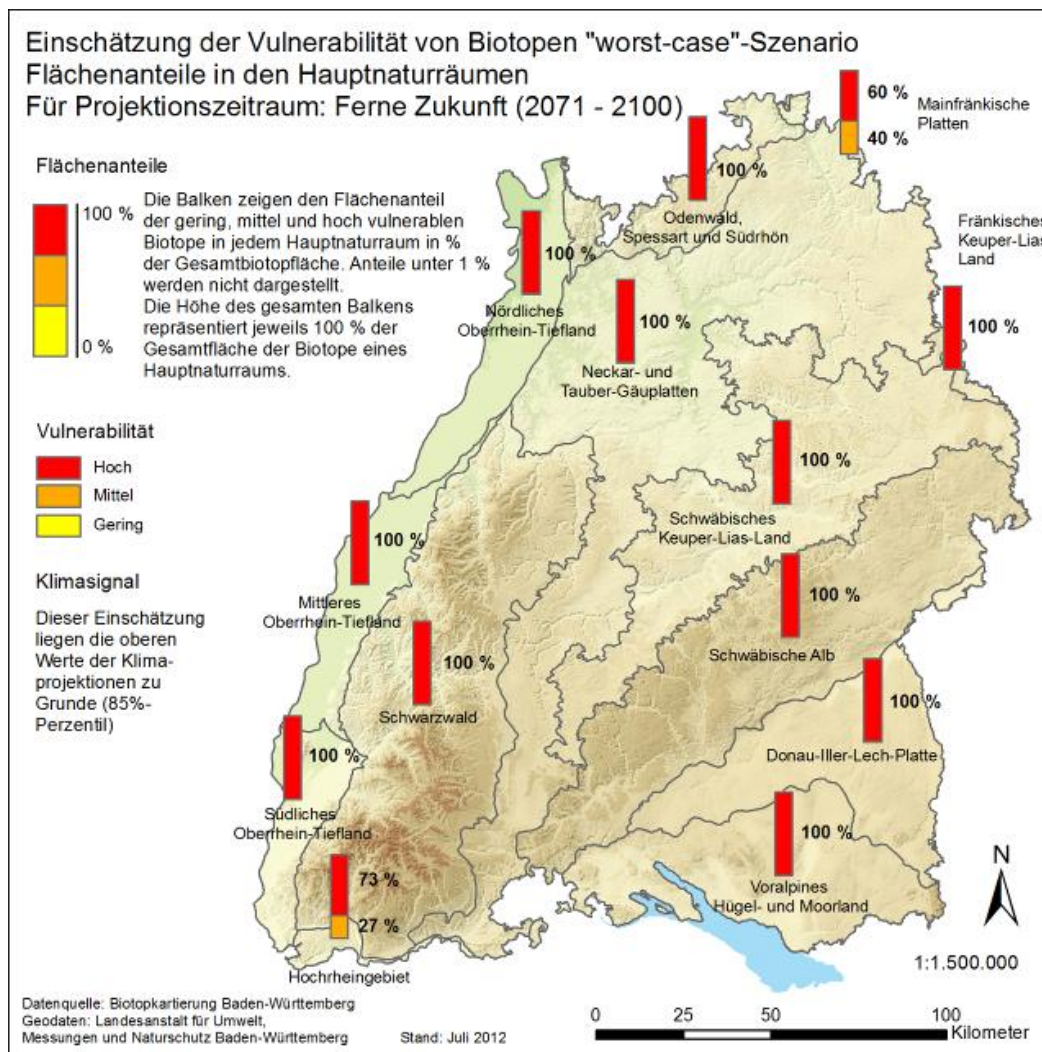 Einschätzung der Vulnerabilität von Biotopen "worst-case"-Szenario
Flächenanteile in den Hauptnaturräumen
Für Projektionszeitraum: Ferne Zukunft (2071 - 2100)
Flächenanteile
100 %
0 %
Die Balken zeigen den Flächenanteil
der gering, mittel und hoch vulnerablen
Biotope in jedem Hauptnaturraum in %
der Gesamtbiotopfläche. Anteile unter 1 %
werden nicht dargestellt.
Die Höhe des gesamten Balkens
repräsentiert jeweils 100 % der
Gesamtfläche der Biotope eines
Hauptnaturraums.
Vulnerabilität
Hoch
Mittel
Gering
Klimasignal
Dieser Einschätzung
liegen die oberen
Werte der Klima-
projektionen zu
Grunde (85%-
Perzentil)
60 %
40 %
Mainfränkische
Platten
100 %
Odenwald,
Spessart und Südrhön
Fränkisches
Keuper-Lias-
Land
100 %
100 %
Nördliches
Oberrhein-Tiefland
100 %
Neckar- und
Tauber-Gäuplatten
100 %
Schwäbisches
Keuper-Lias-Land
100 %
Mittleres
Oberrhein-Tiefland
100 %
Schwäbische Alb
100 %
Schwarzwald
100 %
Donau-Iller-Lech-Platte
100 %
Südliches
Oberrhein-Tiefland
100 %
Voralpines
Hügel- und Moorland
73 %
27 %
Hochrheingebiet
N
1:1.500.000
Datenquelle: Biotopkartierung Baden-Württemberg
Geodaten: Landesanstalt für Umwelt,
Messungen und Naturschutz Baden-Württemberg Stand: Juli 2012
0 25 50 100
Kilometer